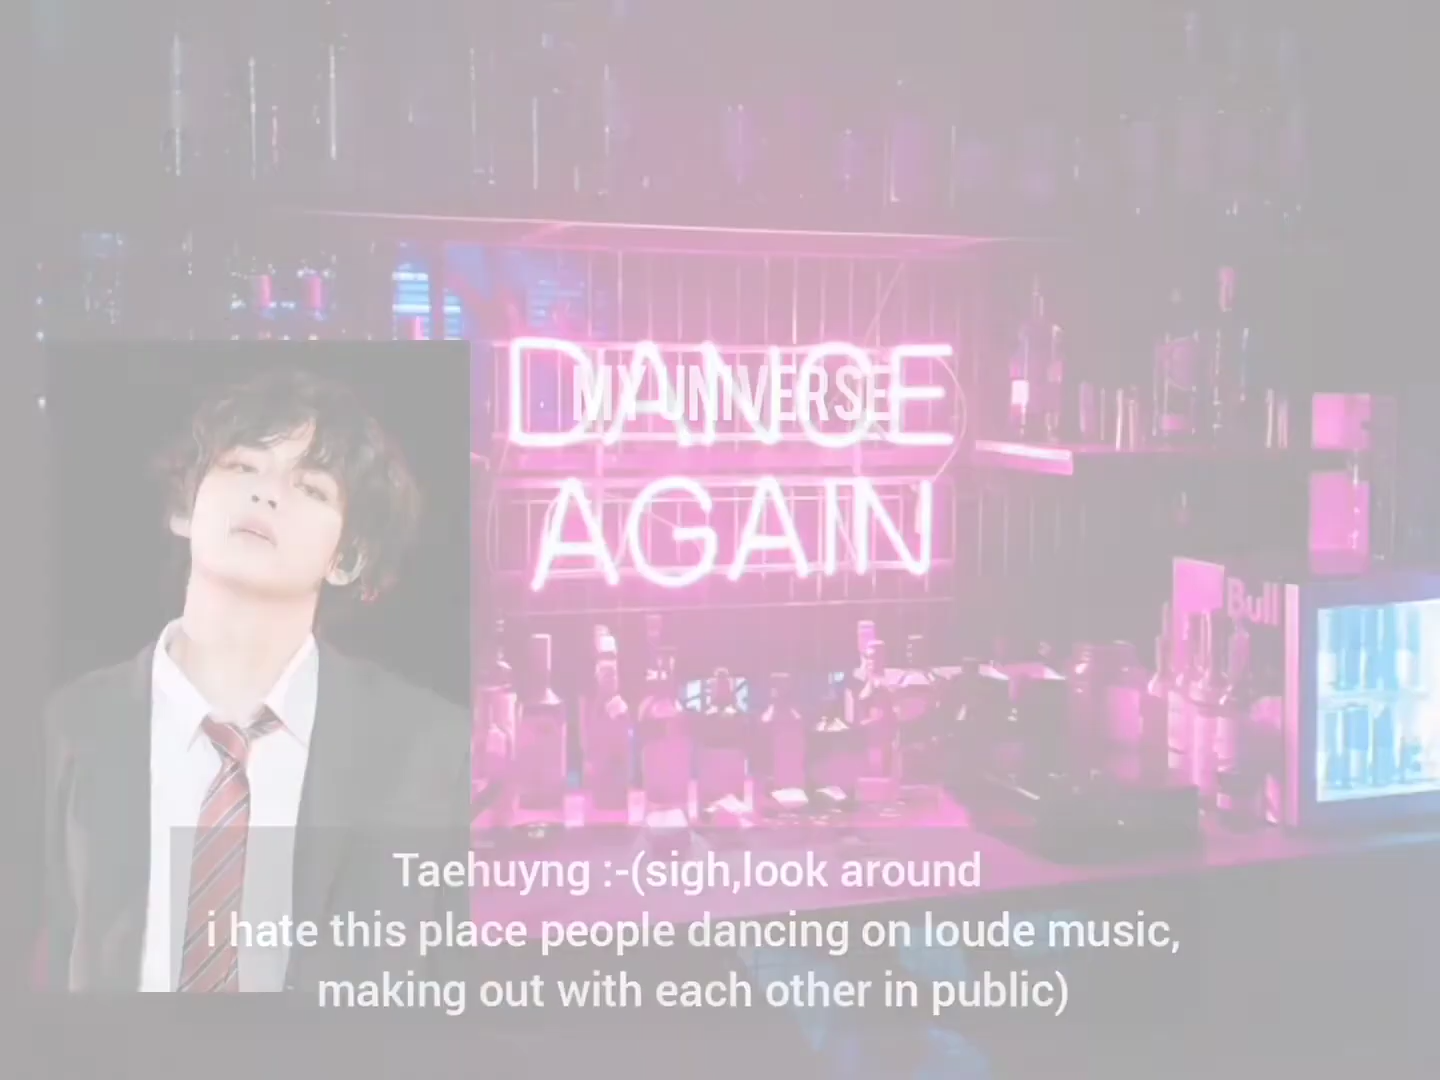 DANCE
MY UNIVERSE
AGAIN
Bull
Taehuyng :-(sigh,look around
i hate this place people dancing on loude music,
making out with each other in public)